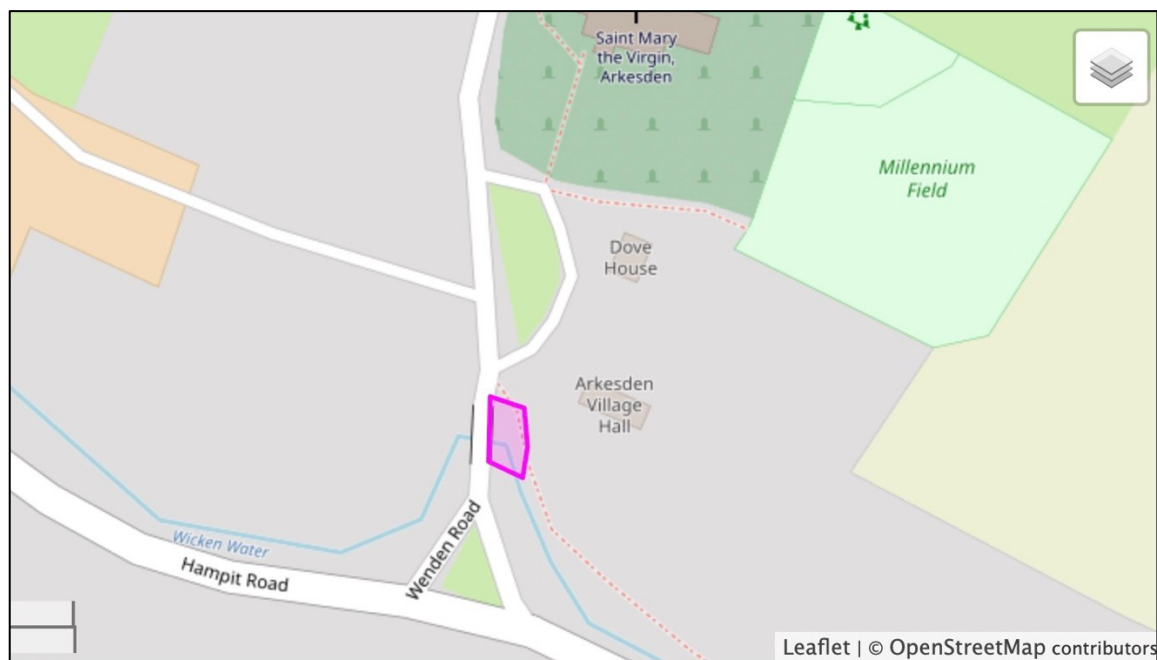 Saint Mary
the Virgin,
Arkesden
Millennium
Field
Dove
House
Arkesden
Village
Hall
Wicken Water
Hampit Road
Wenden Road
Leaflet | © OpenStreetMap contributors